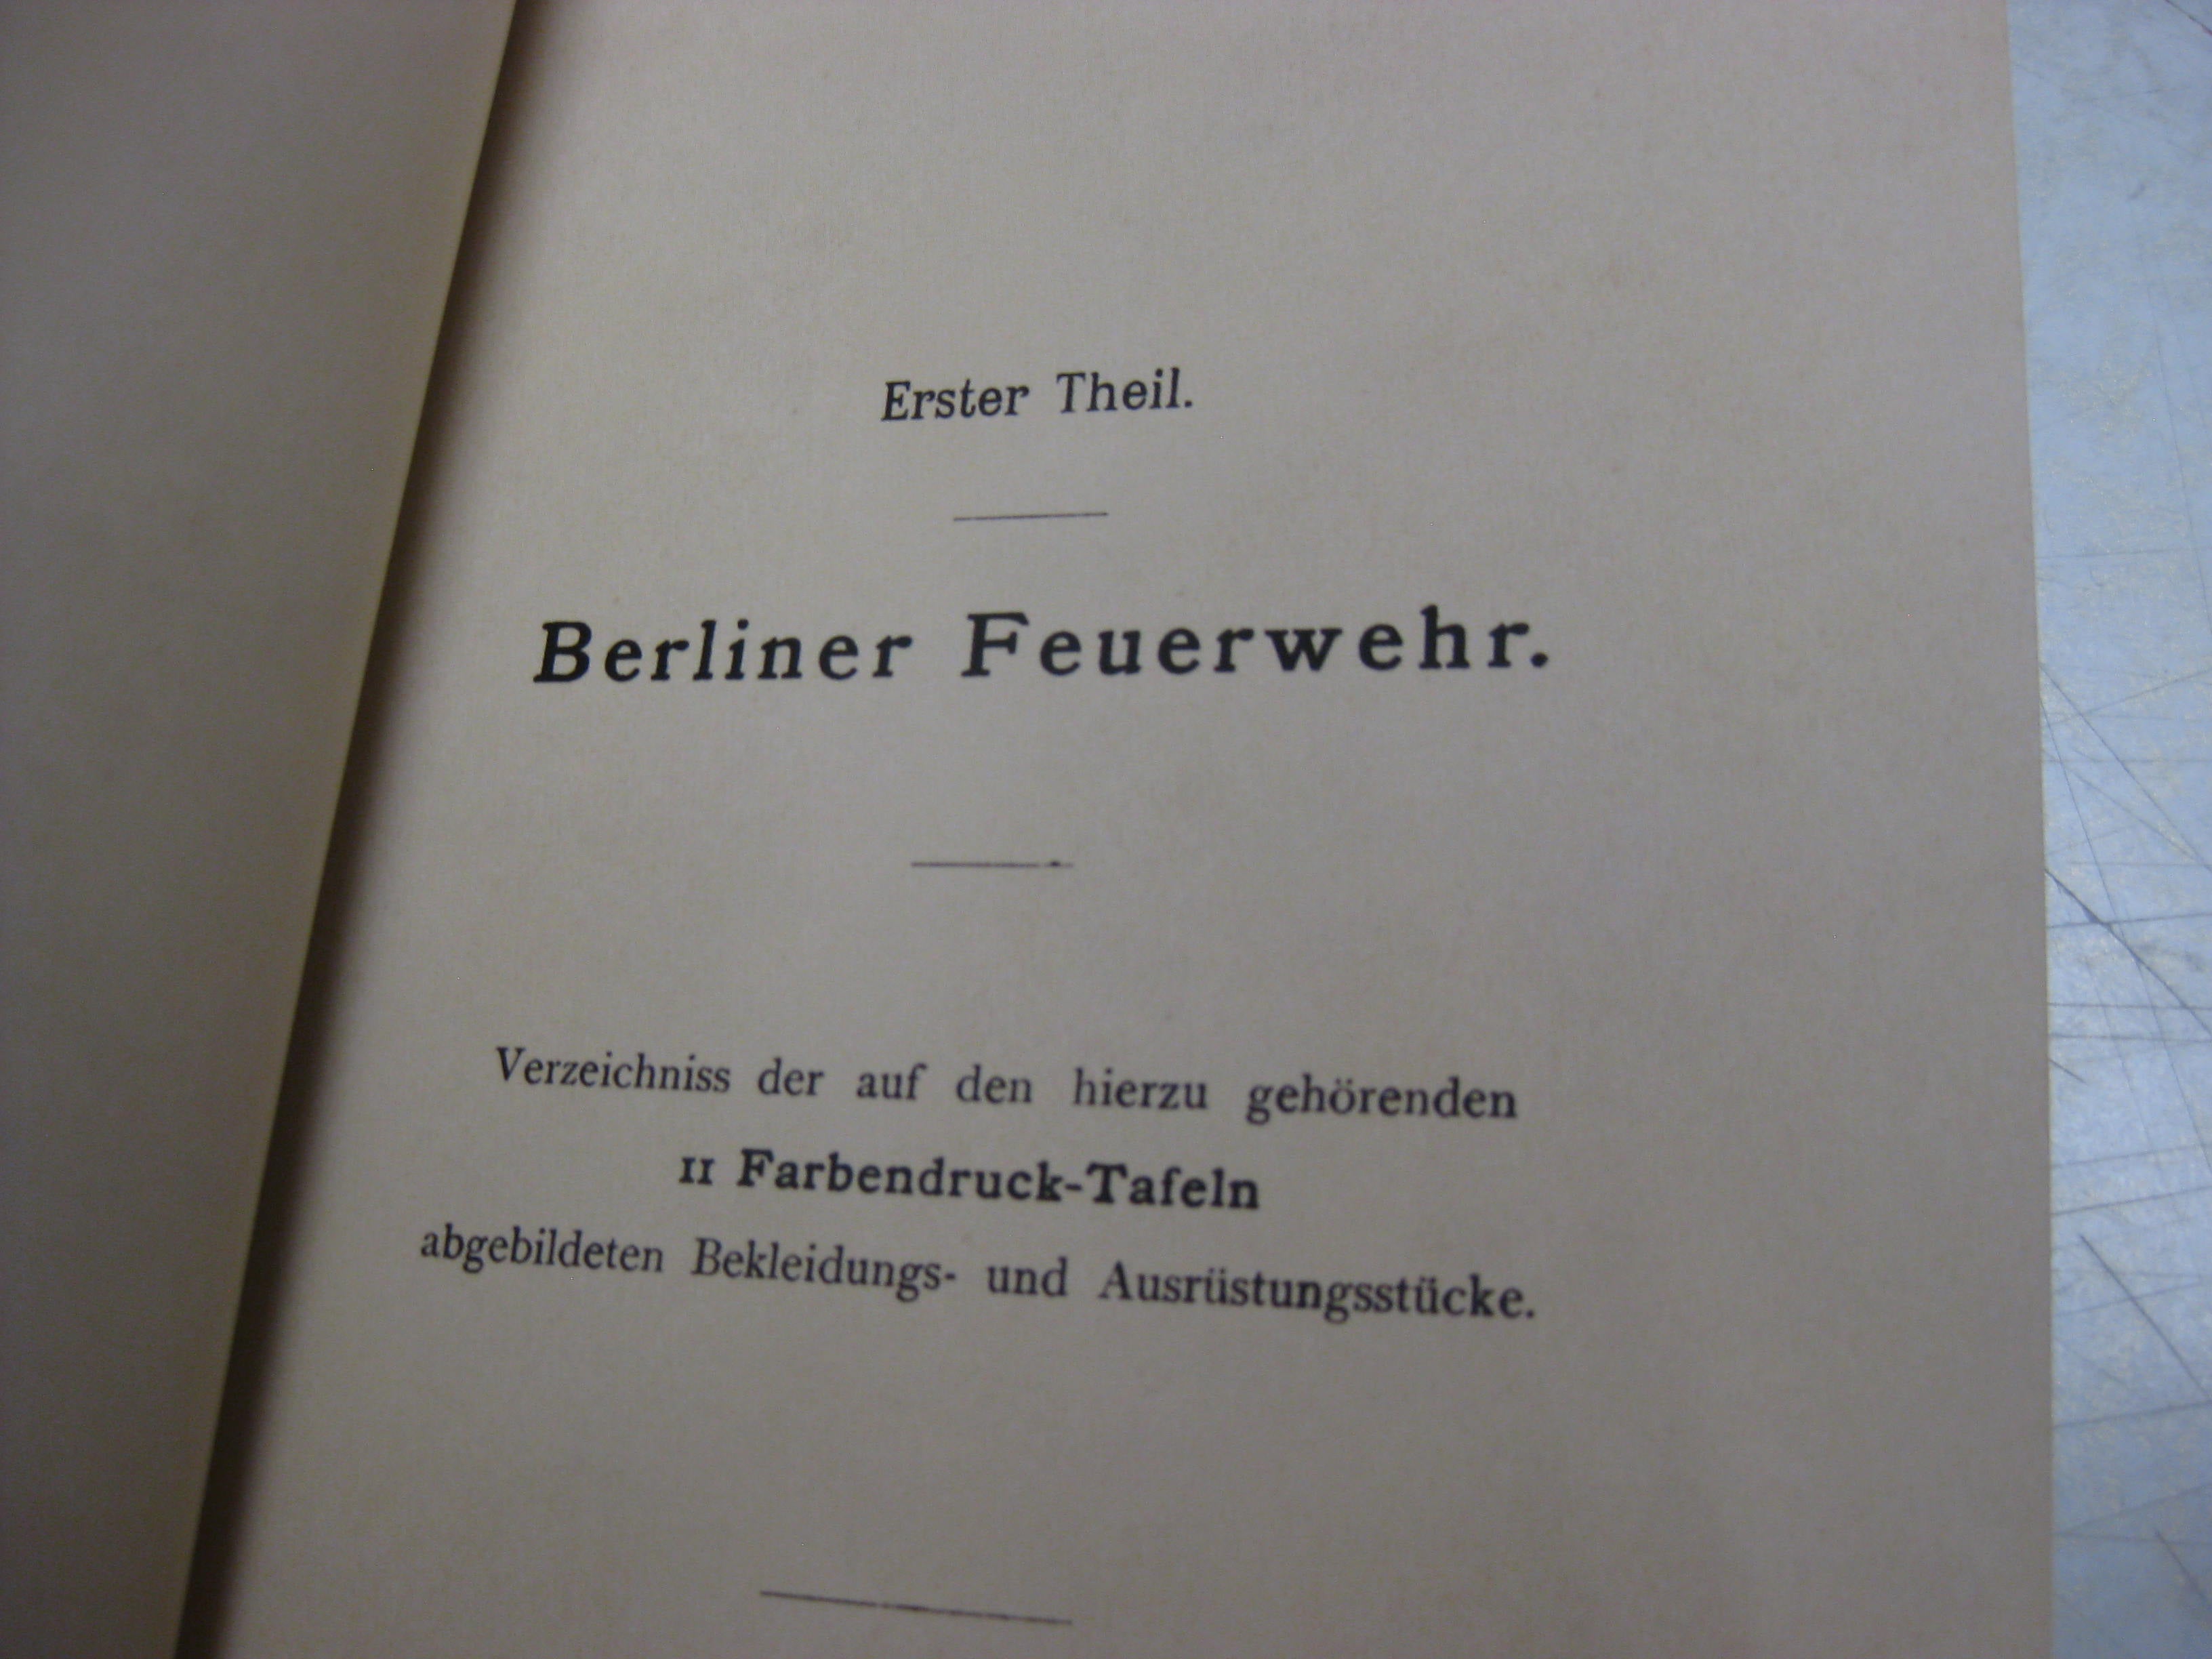 Erster Theil.
Berliner Feuerwehr.
Verzeichniss der auf den hierzu gehörenden
11 Farbendruck-Tafeln
abgebildeten Bekleidungs- und Ausrüstungsstücke.